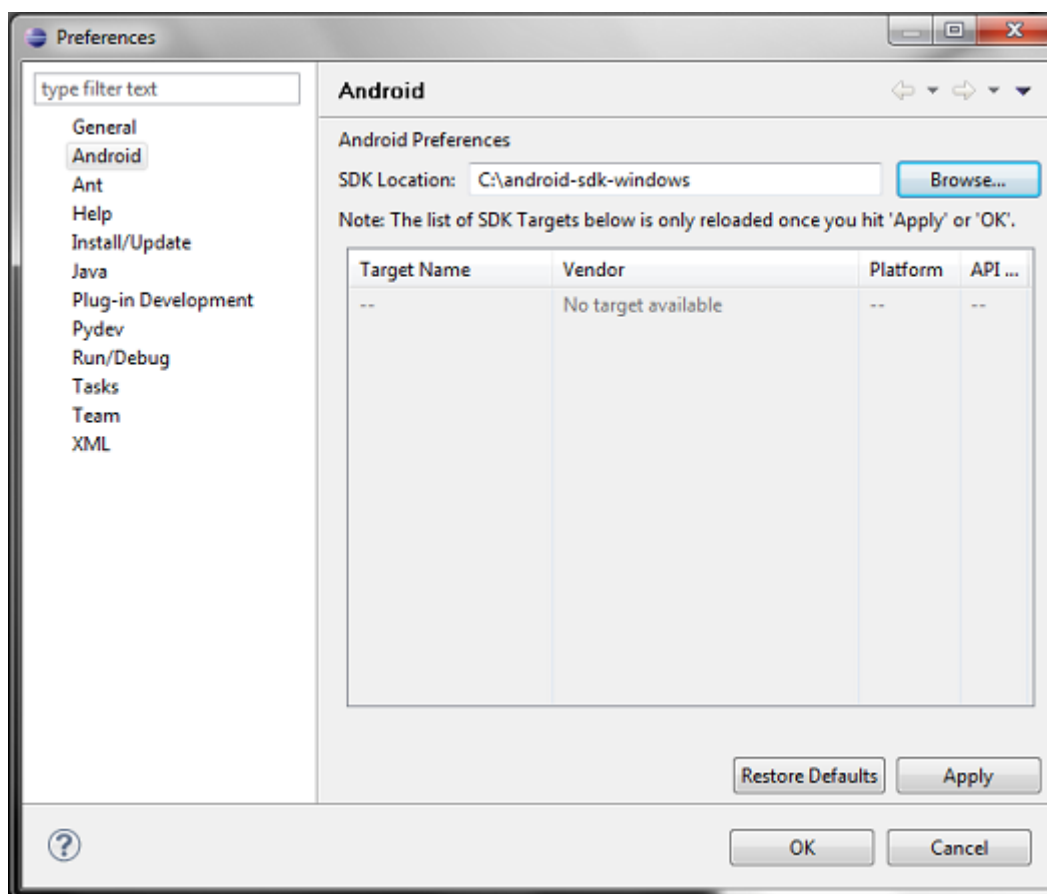 Preferences
type filter text
General
Android
Ant
Help
Install/Update
Java
Plug-in Development
Pydev
Run/Debug
Tasks
Team
XML
Android
Android Preferences
SDK Location: C:\android-sdk-windows Browse...
Note: The list of SDK Targets below is only reloaded once you hit 'Apply' or 'OK'.
Target Name Vendor Platform API ...
-- No target available -- --
Restore Defaults Apply
? OK Cancel